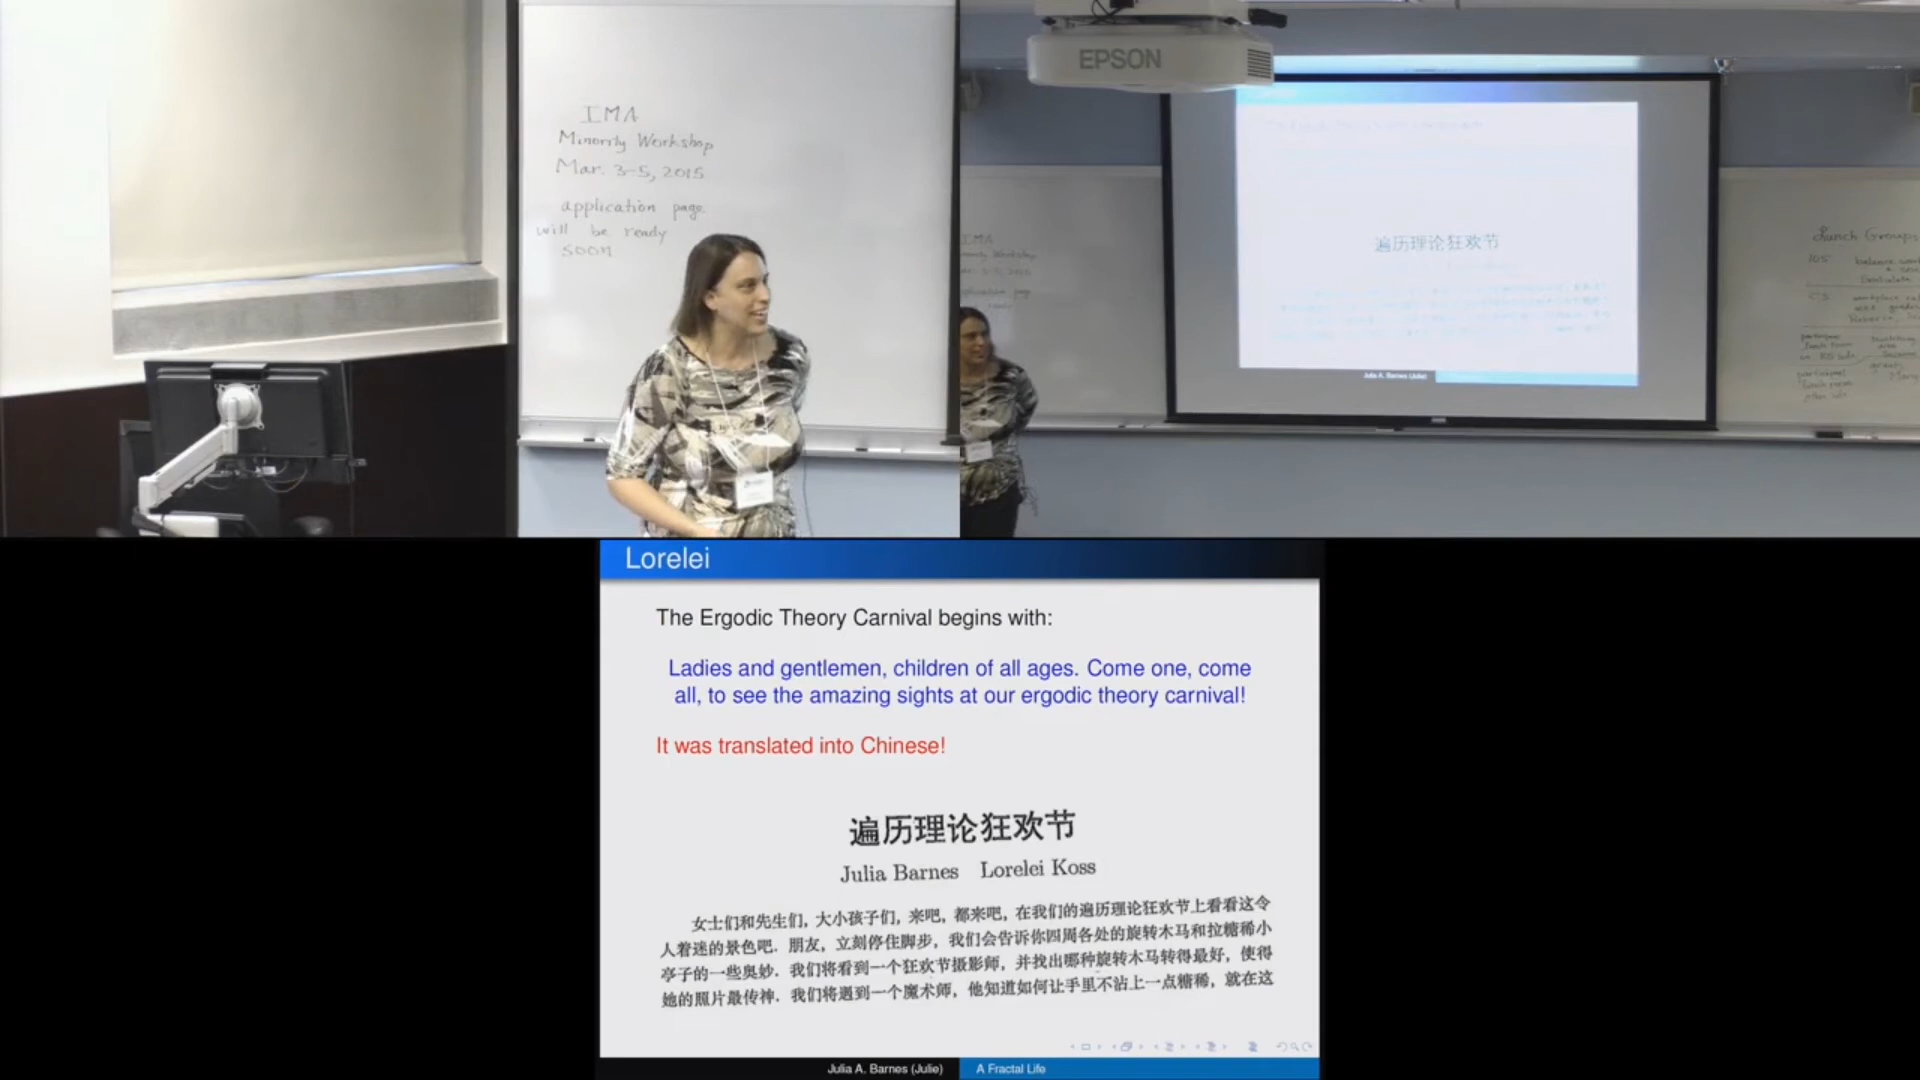 IMA
Minority Workshop
Mar. 3-5, 2015
application page
will be ready
soon
EPSON
遍历理论狂欢节
Julia A. Barnes (Julie)
IMA
Lunch Groups
Lorelei
The Ergodic Theory Carnival begins with:
Ladies and gentlemen, children of all ages. Come one, come
all, to see the amazing sights at our ergodic theory carnival!
It was translated into Chinese!
遍历理论狂欢节
Julia Barnes Lorelei Koss
女士们和先生们, 大小孩子们, 来吧, 都来吧, 在我们的遍历理论狂欢节上看看这令
人着迷的景色吧. 朋友, 立刻停住脚步, 我们会告诉你四周各处的旋转木马和拉糖稀小
亭子的一些奥妙. 我们将看到一个狂欢节摄影师, 并找出哪种旋转木马转得最好, 使得
她的照片最传神. 我们将遇到一个魔术师, 他知道如何让手里不沾上一点糖稀, 就在这
Julia A. Barnes (Julie) A Fractal Life